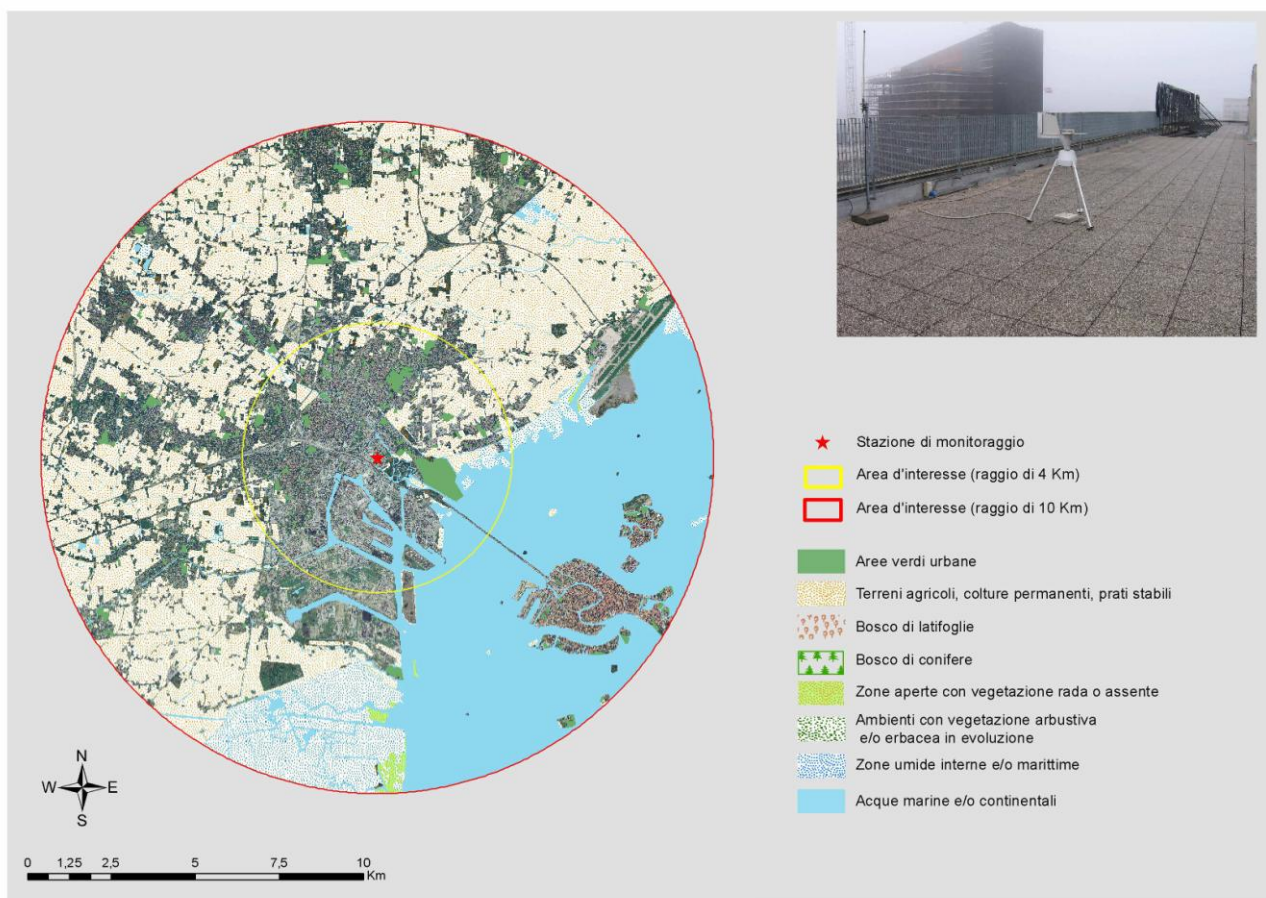 Stazione di monitoraggio
Area d'interesse (raggio di 4 Km)
Area d'interesse (raggio di 10 Km)
Aree verdi urbane
Terreni agricoli, colture permanenti, prati stabili
Bosco di latifoglie
Bosco di conifere
Zone aperte con vegetazione rada o assente
Ambienti con vegetazione arbustiva
e/o erbacea in evoluzione
Zone umide interne e/o marittime
Acque marine e/o continentali
N
W E
S
0 1,25 2,5 5 7,5 10
Km